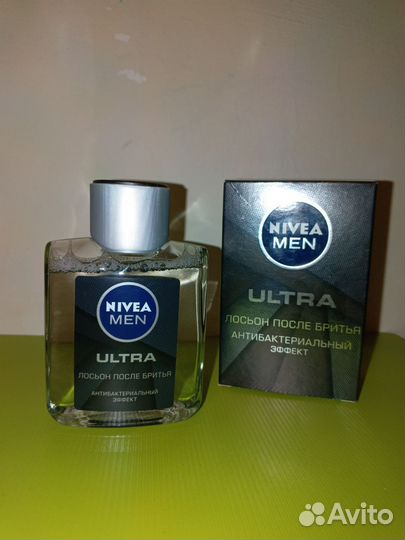 NIVEA
MEN
ULTRA
ЛОСЬОН ПОСЛЕ БРИТЬЯ
АНТИБАКТЕРИАЛЬНЫЙ
ЭФФЕКТ
NIVEA
MEN
ULTRA
ЛОСЬОН ПОСЛЕ БРИТЬЯ
АНТИБАКТЕРИАЛЬНЫЙ
ЭФФЕКТ
Avito